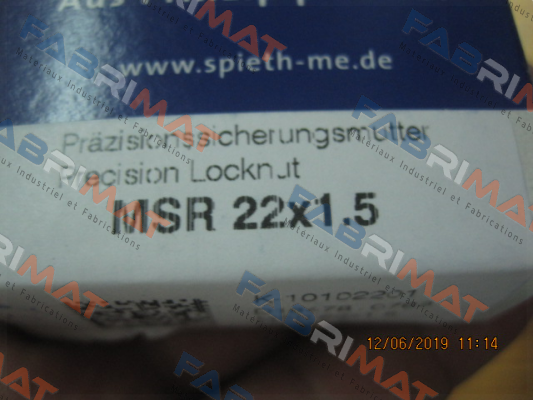 www.spieth-me.de
Präzisionssicherungsmutter
Precision Locknut
MSR 22x1.5
12/06/2019 11:14
FABRIMAT
Matériaux Industriel et Fabrications